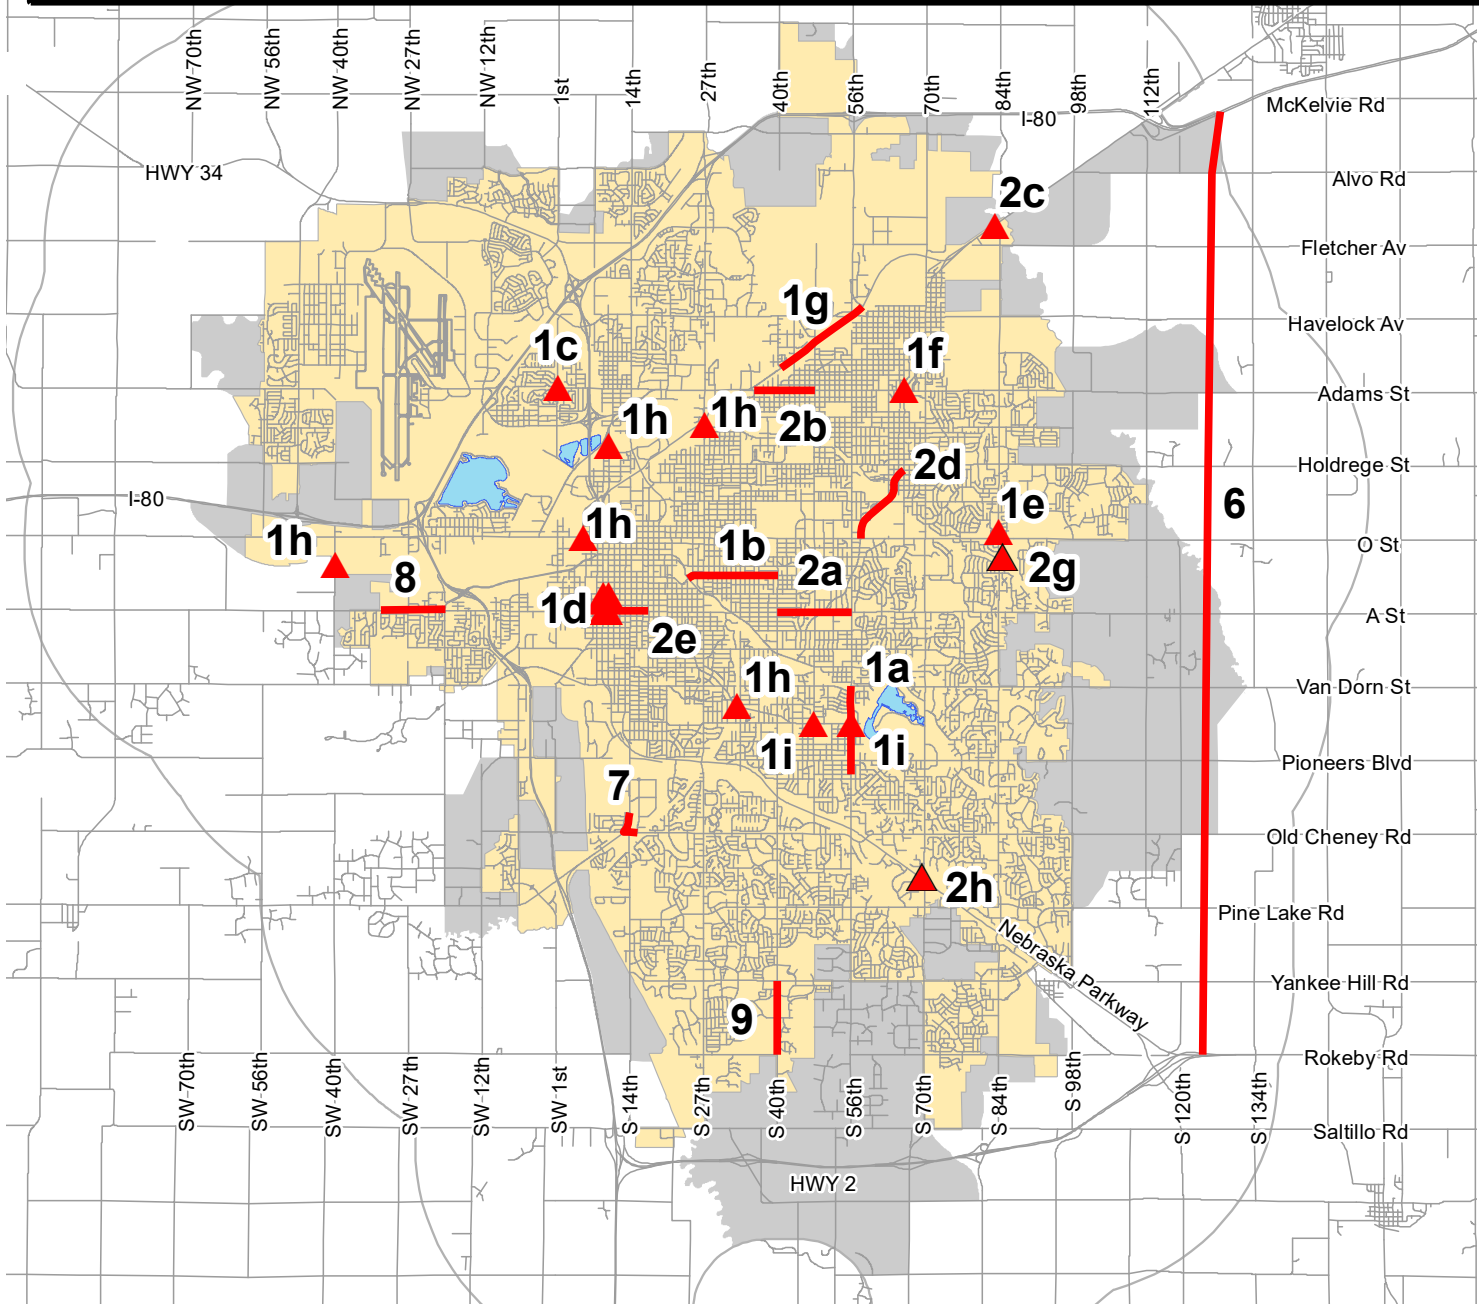 NW 70th
NW 56th
NW 40th
NW 27th
NW 12th
1st
14th
27th
40th
56th
70th
84th
98th
112th
I-80
McKelvie Rd
HWY 34
Alvo Rd
2c
Fletcher Av
1g
Havelock Av
1c
1f
Adams St
1h
1h
2b
2d
Holdrege St
I-80
1e
6
1h
1h
1b
O St
8
2a
2g
1d
A St
2e
1h
1a
Van Dorn St
1i
1i
Pioneers Blvd
7
Old Cheney Rd
2h
Pine Lake Rd
Nebraska Parkway
Yankee Hill Rd
9
Rokeby Rd
SW 70th
SW 56th
SW 40th
SW 27th
SW 12th
SW 1st
S 14th
S 27th
S 40th
S 56th
S 70th
S 84th
S 98th
S 120th
S 134th
Saltillo Rd
HWY 2